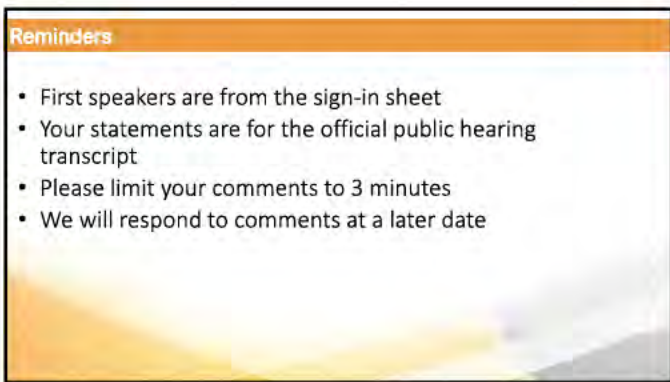 Reminders
• First speakers are from the sign-in sheet
• Your statements are for the official public hearing
transcript
• Please limit your comments to 3 minutes
• We will respond to comments at a later date